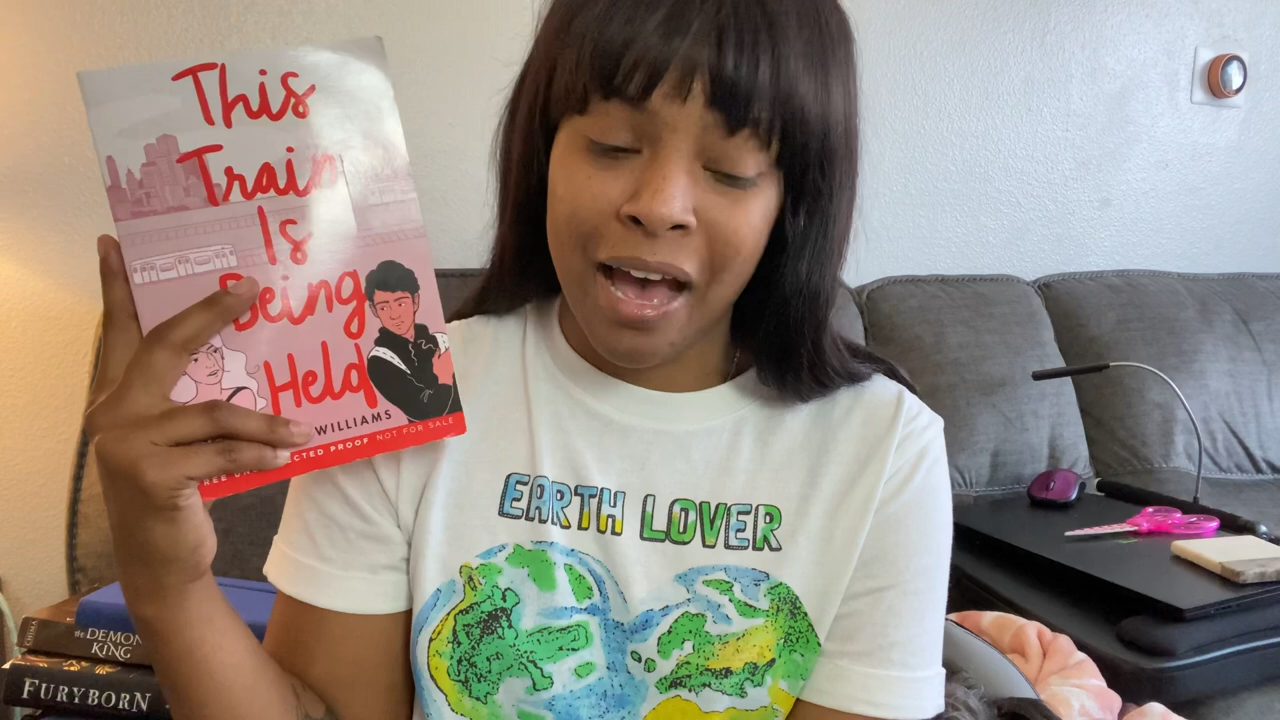 This
Train
Is
Being
Held
WILLIAMS
NOT FOR SALE
PROOF
EARTH LOVER
the DEMON
KING
FURYBORN